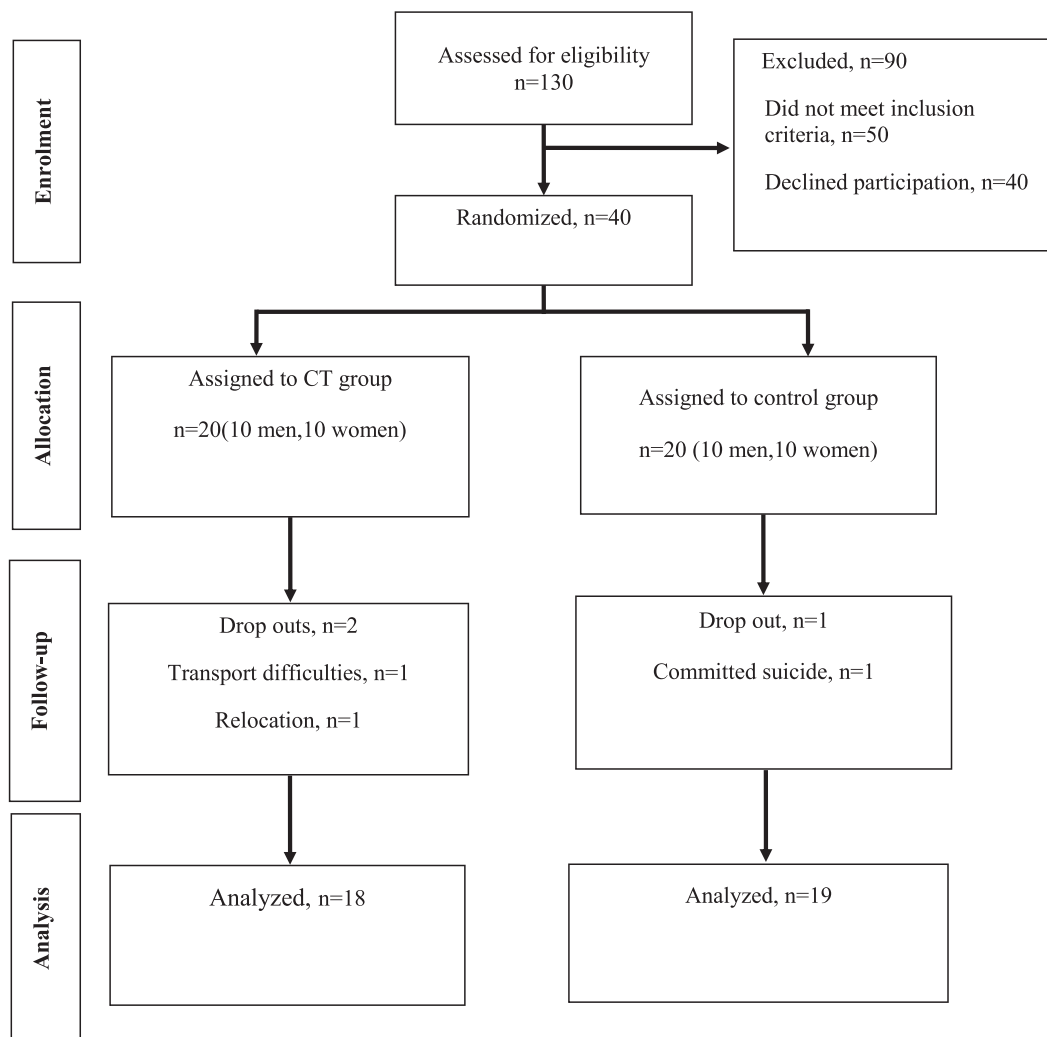 Enrolment
Assessed for eligibility
n=130
Excluded, n=90
Did not meet inclusion
criteria, n=50
Declined participation, n=40
Randomized, n=40
Allocation
Assigned to CT group
n=20(10 men,10 women)
Assigned to control group
n=20 (10 men,10 women)
Follow-up
Drop outs, n=2
Transport difficulties, n=1
Relocation, n=1
Drop out, n=1
Committed suicide, n=1
Analysis
Analyzed, n=18
Analyzed, n=19